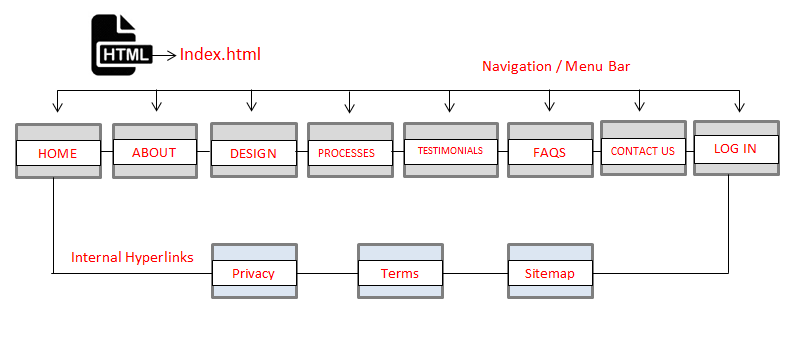 HTML
Index.html
Navigation / Menu Bar
HOME
ABOUT
DESIGN
PROCESSES
TESTIMONIALS
FAQS
CONTACT US
LOG IN
Internal Hyperlinks
Privacy
Terms
Sitemap